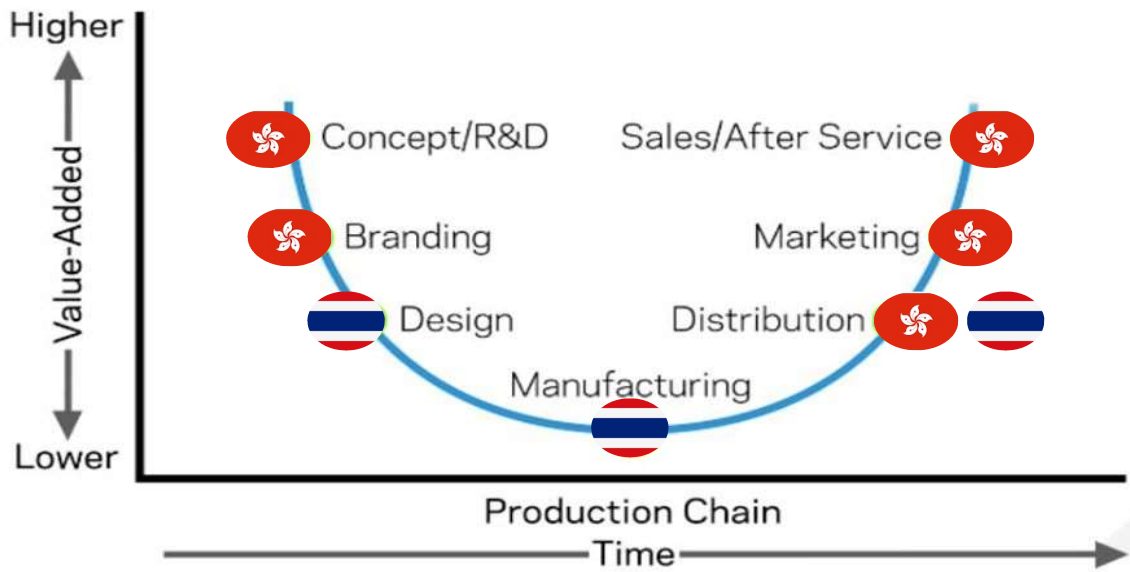 Higher
Concept/R&D
Sales/After Service
Branding
Marketing
Value-Added
Design
Distribution
Manufacturing
Lower
Production Chain
Time